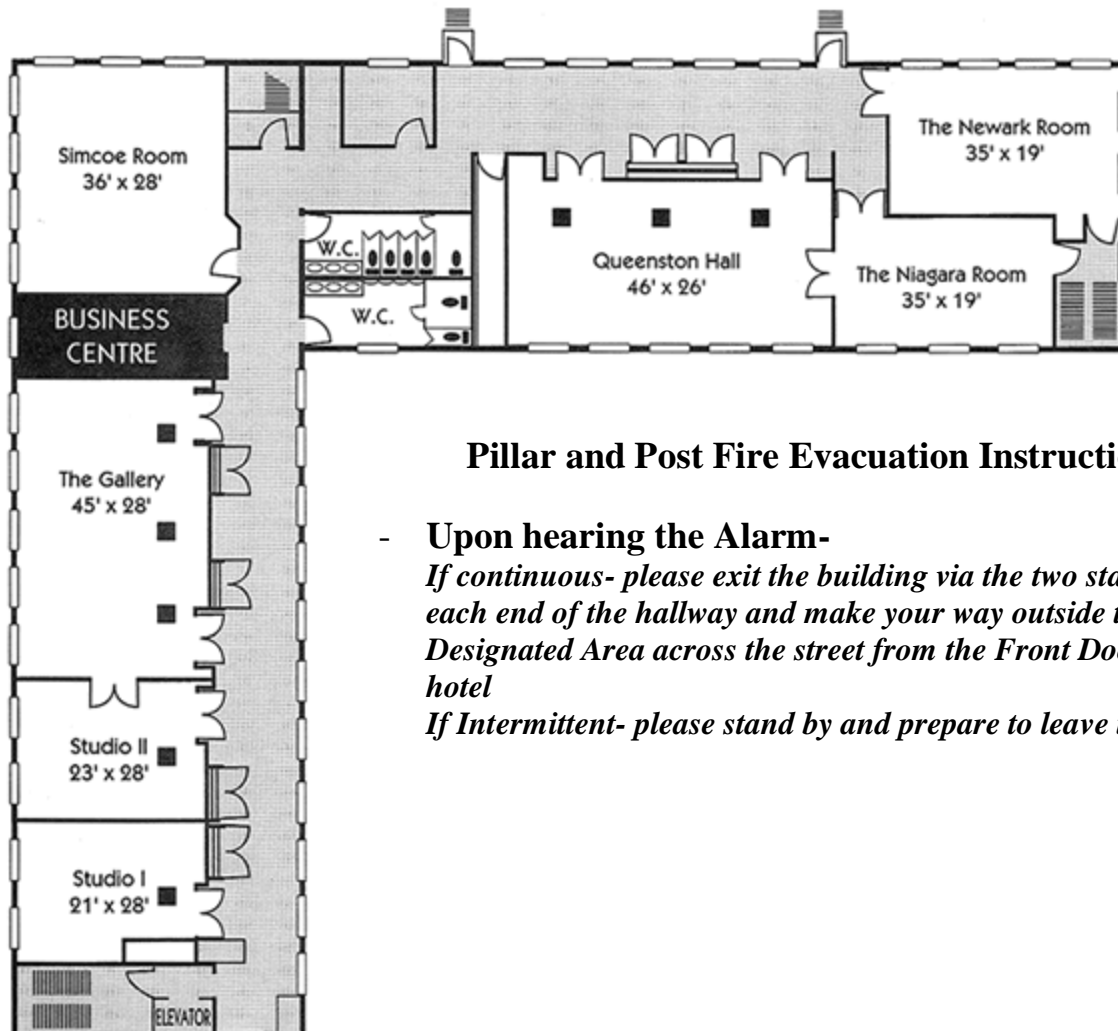 Simcoe Room
36' x 28'
The Newark Room
35' x 19'
W.C.
Queenston Hall
46' x 26'
The Niagara Room
35' x 19'
W.C.
BUSINESS
CENTRE
The Gallery
45' x 28'
Studio II
23' x 28'
Studio I
21' x 28'
ELEVATOR
Pillar and Post Fire Evacuation Instructi
- Upon hearing the Alarm-
If continuous- please exit the building via the two sta
each end of the hallway and make your way outside
Designated Area across the street from the Front Do
hotel
If Intermittent- please stand by and prepare to leave